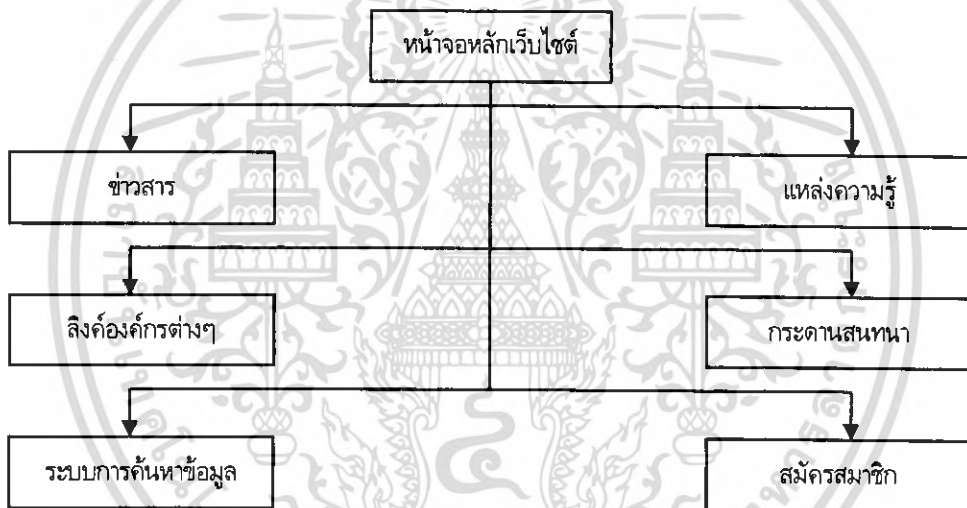 หน้าจอหลักเว็บไซต์
ข่าวสาร
แหล่งความรู้
ลิงค์องค์กรต่างๆ
กระดานสนทนา
ระบบการค้นหาข้อมูล
สมัครสมาชิก